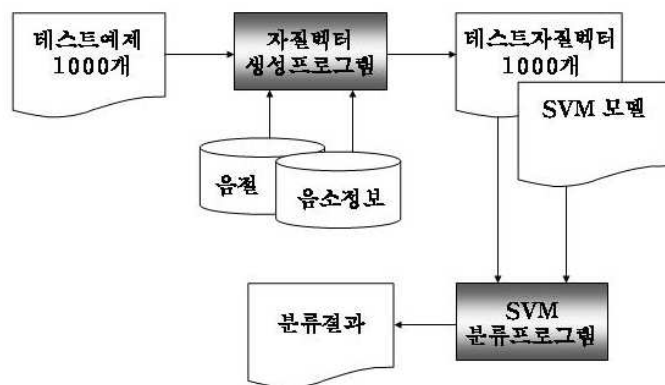 테스트예제
1000개
자질벡터
생성프로그램
테스트자질벡터
1000개
SVM 모델
음절
음소정보
분류결과
SVM
분류프로그램